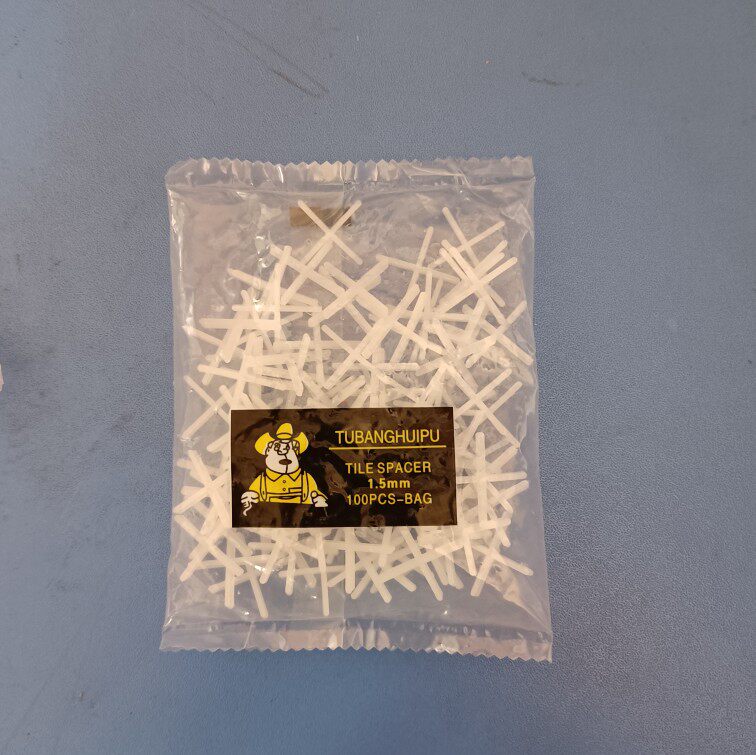 TUBANGHUIPU
TILE SPACER
1.5mm
100PCS-BAG